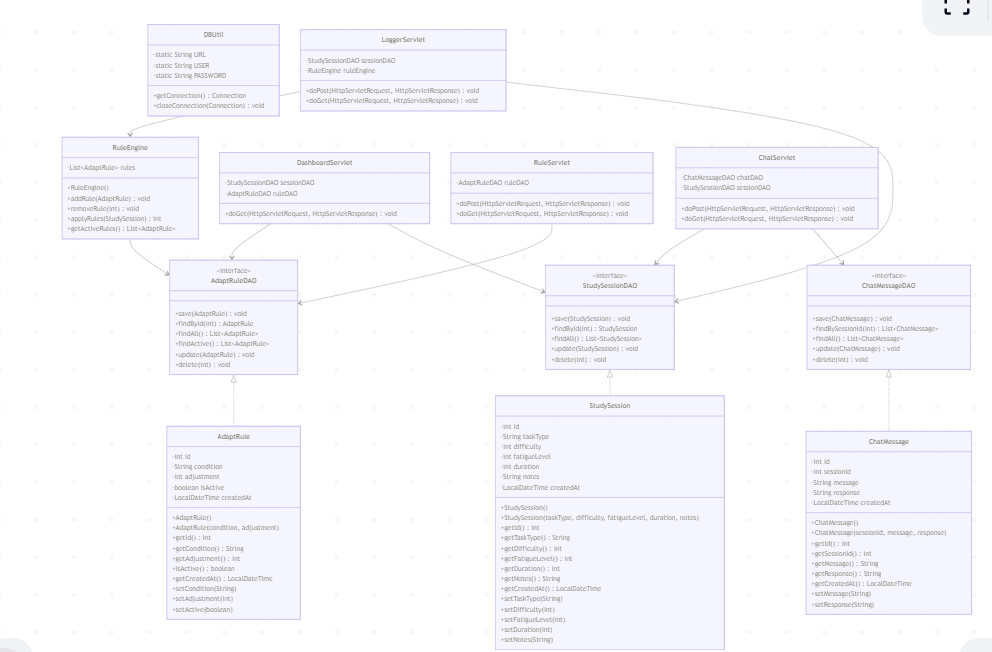 DBUtil
-static String URL
-static String USER
-static String PASSWORD
+getConnection() : Connection
+closeConnection(Connection) : void
LoggerServlet
-StudySessionDAO sessionDAO
-RuleEngine ruleEngine
+doPost(HttpServletRequest, HttpServletResponse) : void
+doGet(HttpServletRequest, HttpServletResponse) : void
RuleEngine
-List<AdaptRule> rules
+RuleEngine()
+addRule(AdaptRule) : void
+removeRule(int) : void
+applyRules(StudySession) : int
+getActiveRules() : List<AdaptRule>
DashboardServlet
-StudySessionDAO sessionDAO
-AdaptRuleDAO ruleDAO
+doGet(HttpServletRequest, HttpServletResponse) : void
RuleServlet
-AdaptRuleDAO ruleDAO
+doPost(HttpServletRequest, HttpServletResponse) : void
+doGet(HttpServletRequest, HttpServletResponse) : void
ChatServlet
-ChatMessageDAO chatDAO
-StudySessionDAO sessionDAO
+doPost(HttpServletRequest, HttpServletResponse) : void
+doGet(HttpServletRequest, HttpServletResponse) : void
«interface»
AdaptRuleDAO
+save(AdaptRule) : void
+findById(int) : AdaptRule
+findAll() : List<AdaptRule>
+findActive() : List<AdaptRule>
+update(AdaptRule) : void
+delete(int) : void
«interface»
StudySessionDAO
+save(StudySession) : void
+findById(int) : StudySession
+findAll() : List<StudySession>
+update(StudySession) : void
+delete(int) : void
«interface»
ChatMessageDAO
+save(ChatMessage) : void
+findBySessionId(int) : List<ChatMessage>
+findAll() : List<ChatMessage>
+update(ChatMessage) : void
+delete(int) : void
AdaptRule
-int id
-String condition
-int adjustment
-boolean isActive
-LocalDateTime createdAt
+AdaptRule()
+AdaptRule(condition, adjustment)
+getId() : int
+getCondition() : String
+getAdjustment() : int
+isActive() : boolean
+getCreatedAt() : LocalDateTime
+setCondition(String)
+setAdjustment(int)
+setActive(boolean)
StudySession
-int id
-String taskType
-int difficulty
-int fatigueLevel
-int duration
-String notes
-LocalDateTime createdAt
+StudySession()
+StudySession(taskType, difficulty, fatigueLevel, duration, notes)
+getId() : int
+getTaskType() : String
+getDifficulty() : int
+getFatigueLevel() : int
+getDuration() : int
+getNotes() : String
+getCreatedAt() : LocalDateTime
+setTaskType(String)
+setDifficulty(int)
+setFatigueLevel(int)
+setDuration(int)
+setNotes(String)
ChatMessage
-int id
-int sessionId
-String message
-String response
-LocalDateTime createdAt
+ChatMessage()
+ChatMessage(sessionId, message, response)
+getId() : int
+getSessionId() : int
+getMessage() : String
+getResponse() : String
+getCreatedAt() : LocalDateTime
+setMessage(String)
+setResponse(String)